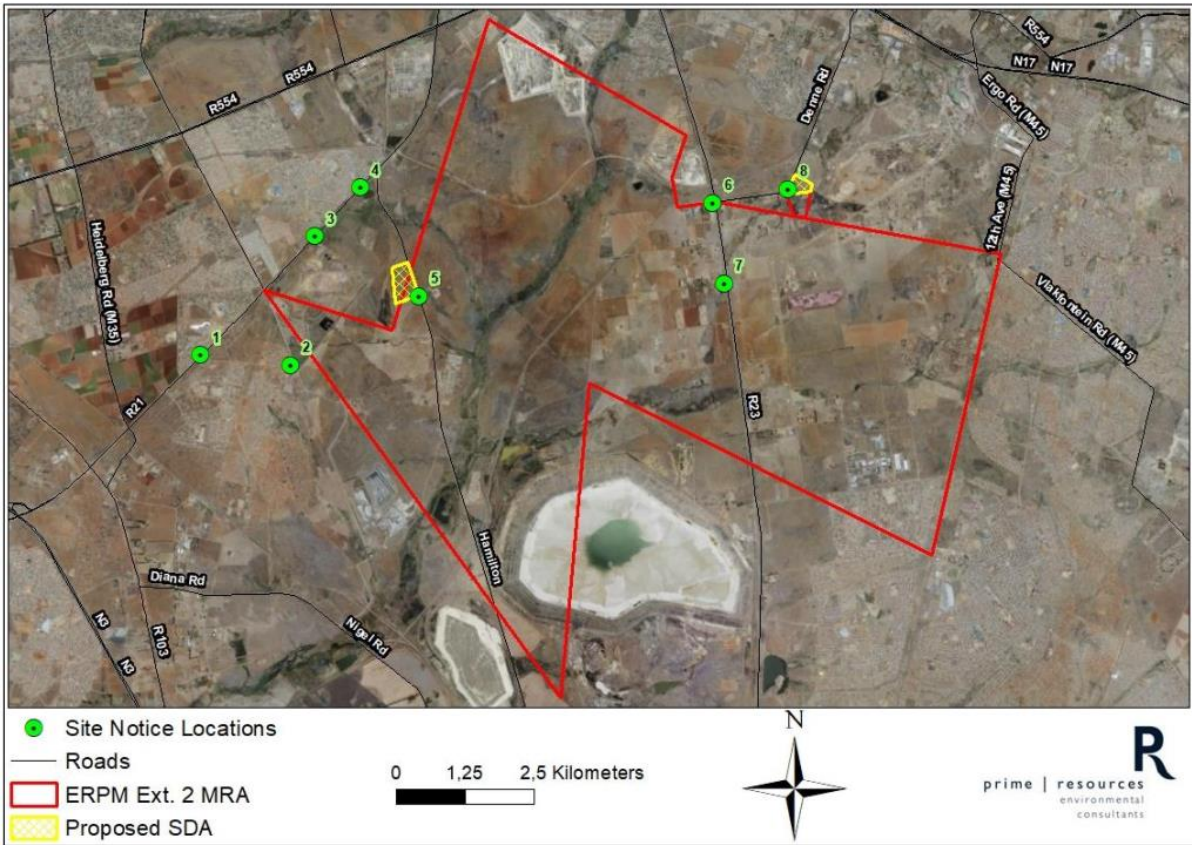 R554
R554
R554
N17
N17
Ergo Rd (M45)
Denne Rd
12th Ave (M45)
Vlakfontein Rd (M45)
Heidelberg Rd (M35)
4
8
6
3
7
5
1
2
R21
R23
Hamilton
Diana Rd
Nigel Rd
R103
N3
N3
Site Notice Locations
Roads
ERPM Ext. 2 MRA
Proposed SDA
0 1,25 2,5 Kilometers
N
R
prime | resources
environmental
consultants